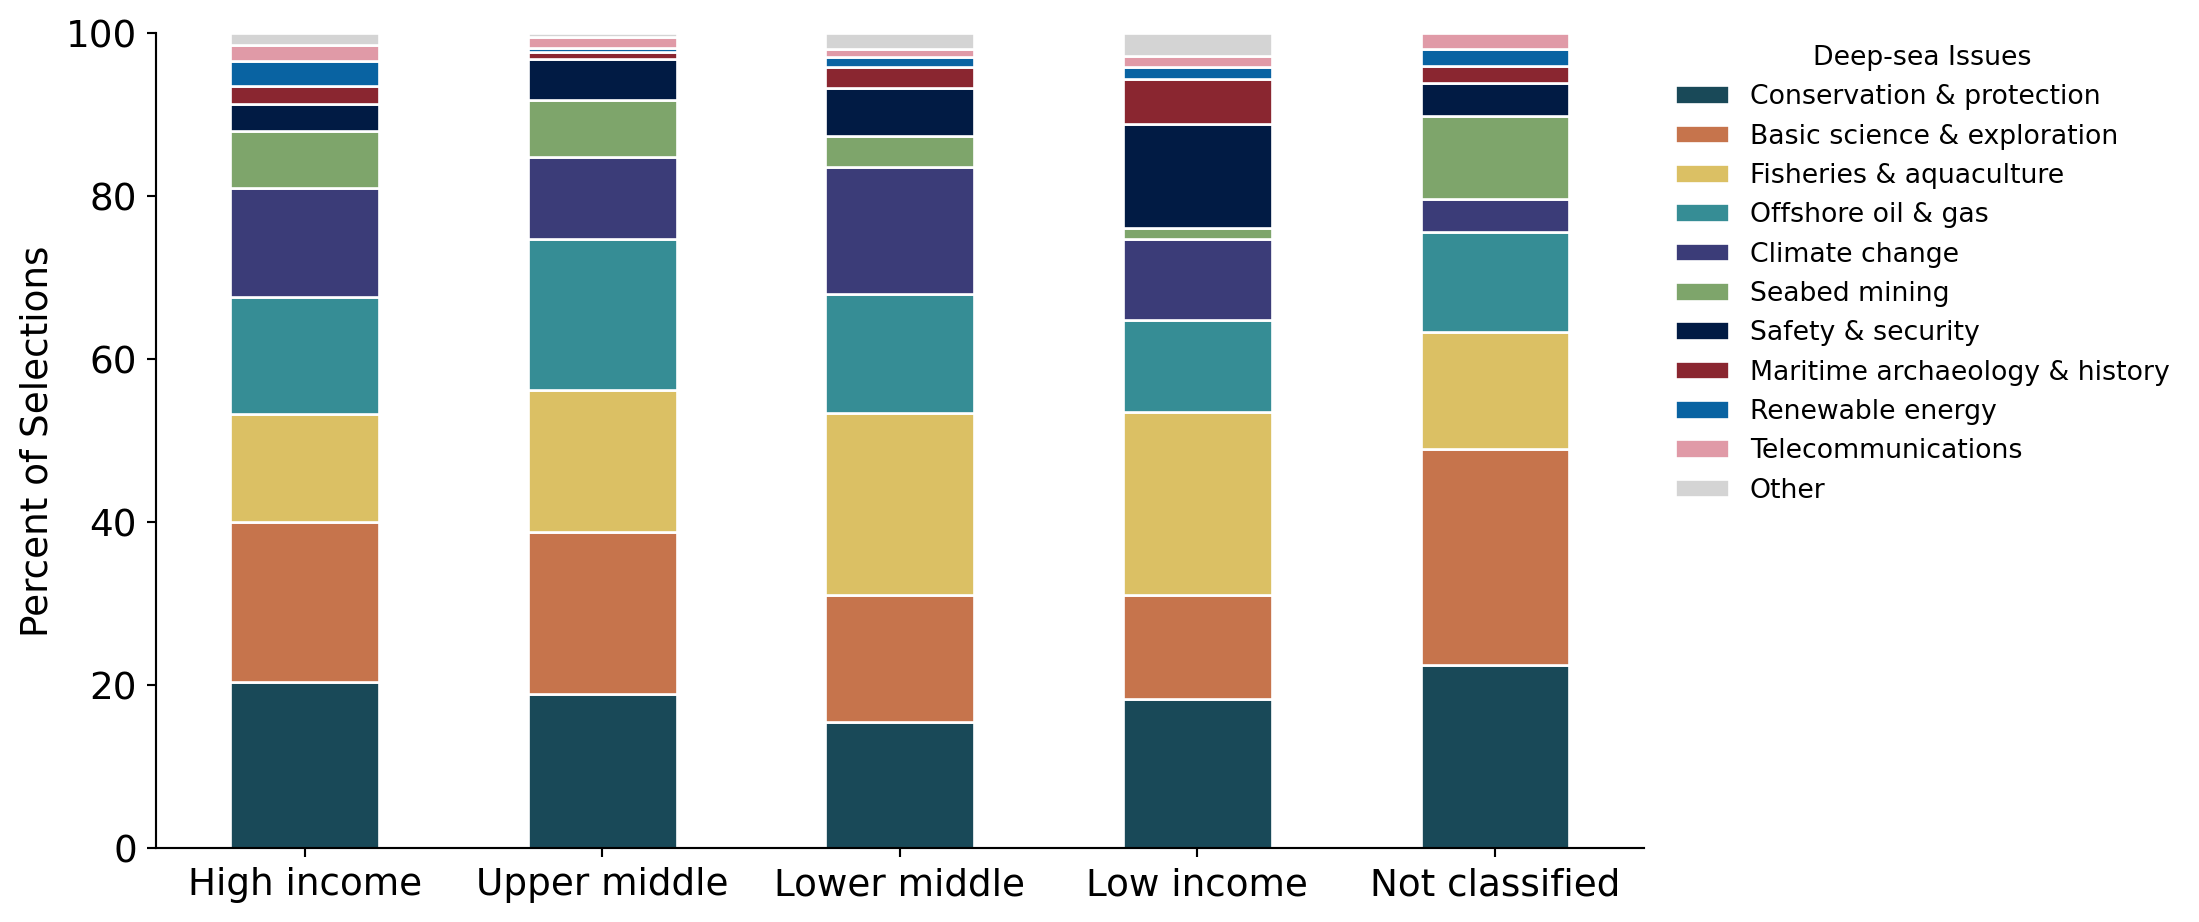 Percent of Selections
100
80
60
40
20
0
High income
Upper middle
Lower middle
Low income
Not classified
Deep-sea Issues
Conservation & protection
Basic science & exploration
Fisheries & aquaculture
Offshore oil & gas
Climate change
Seabed mining
Safety & security
Maritime archaeology & history
Renewable energy
Telecommunications
Other